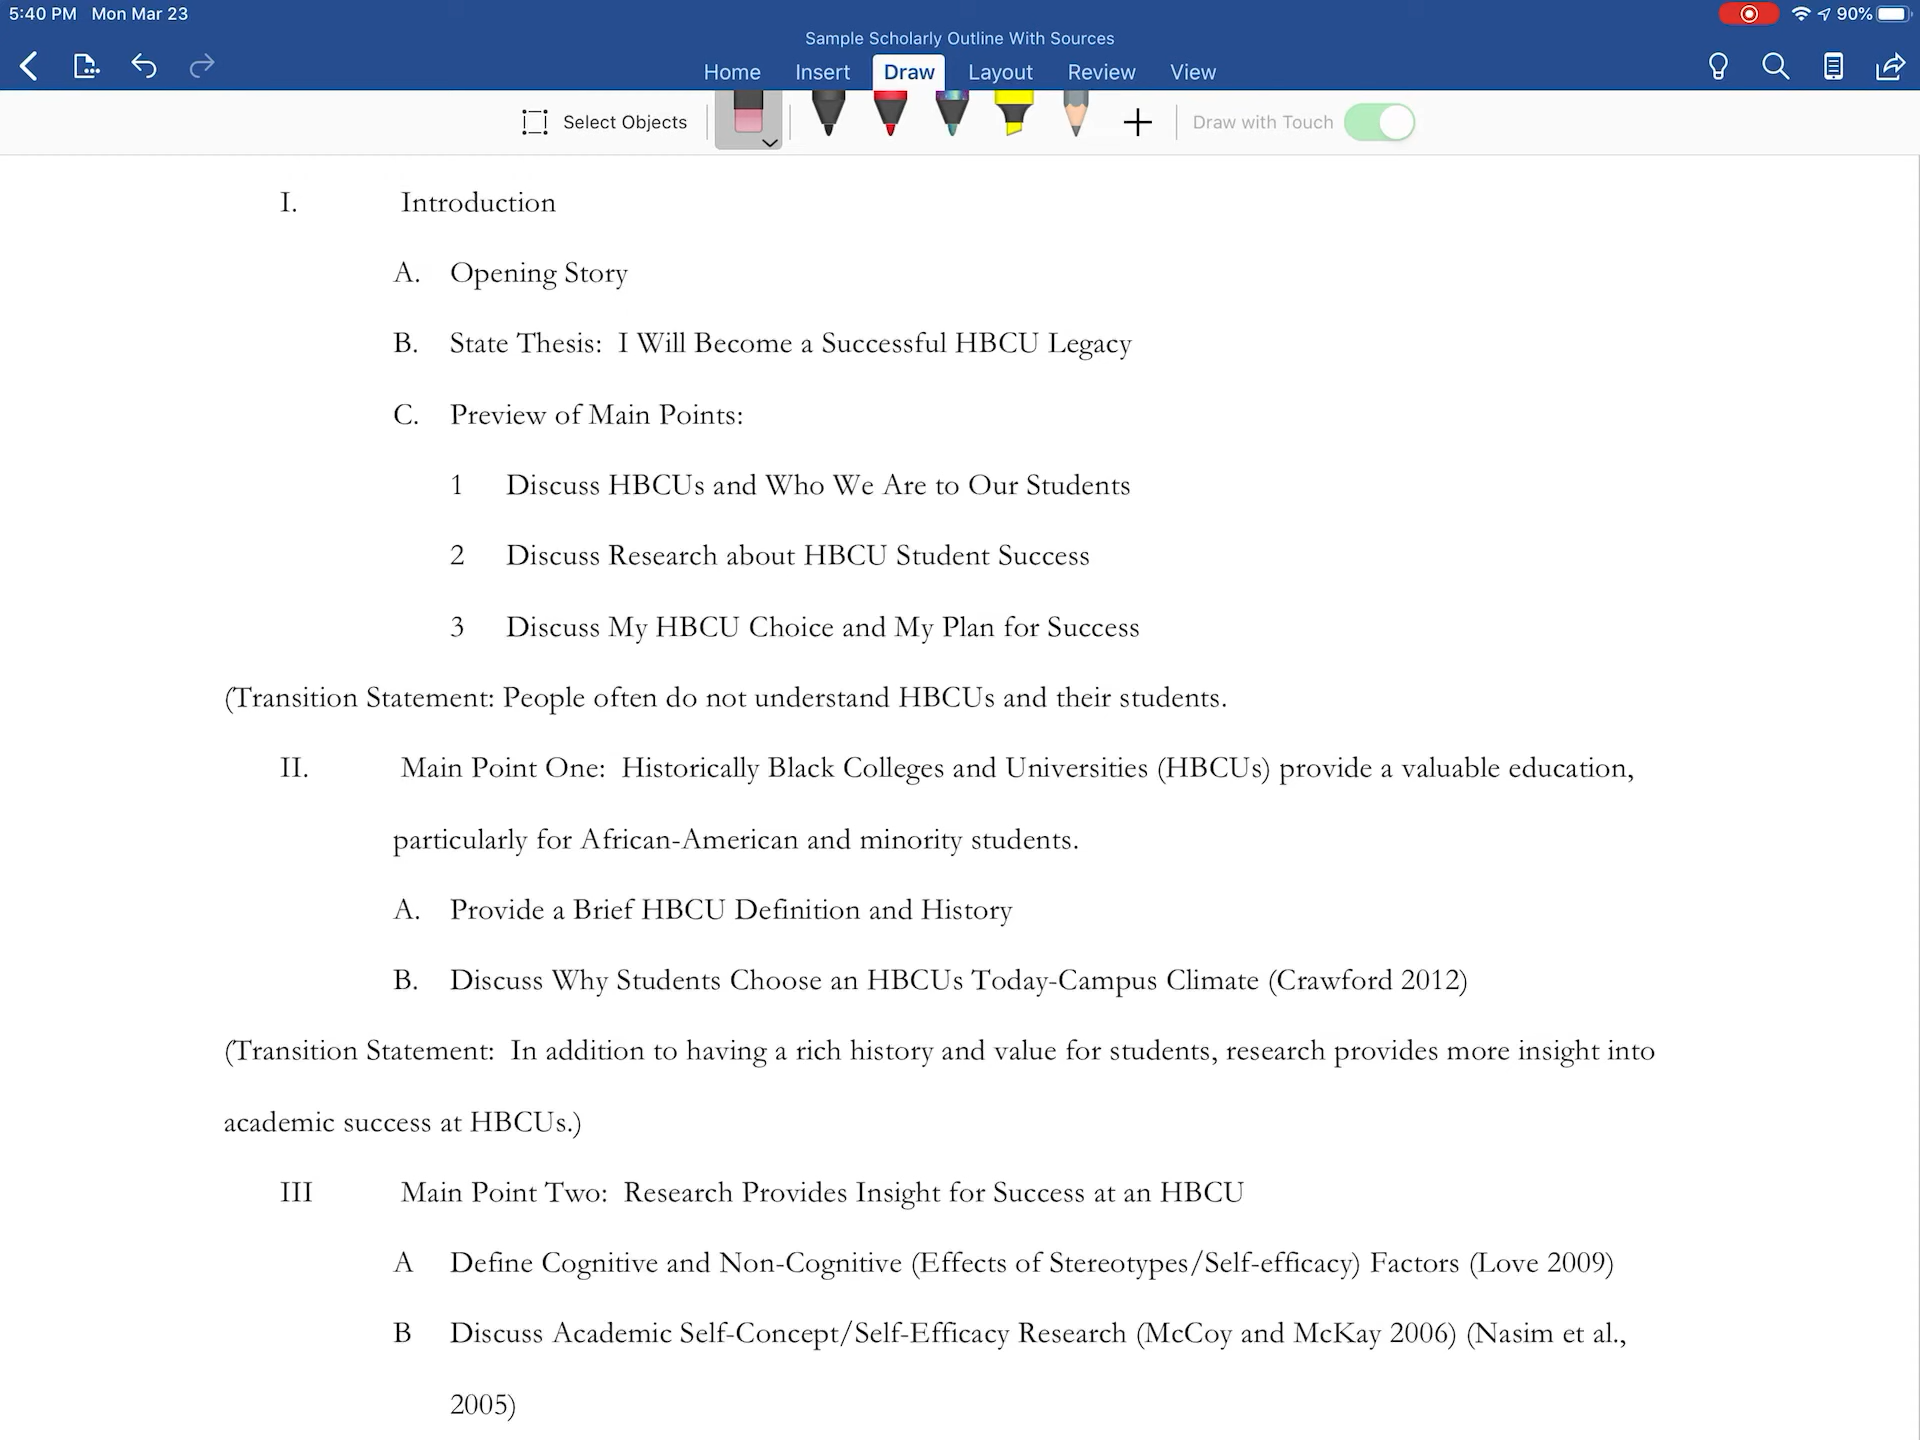 5:40 PM Mon Mar 23
90%
Sample Scholarly Outline With Sources
Home Insert Draw Layout Review View
Select Objects
Draw with Touch
I. Introduction
A. Opening Story
B. State Thesis: I Will Become a Successful HBCU Legacy
C. Preview of Main Points:
1 Discuss HBCUs and Who We Are to Our Students
2 Discuss Research about HBCU Student Success
3 Discuss My HBCU Choice and My Plan for Success
(Transition Statement: People often do not understand HBCUs and their students.
II. Main Point One: Historically Black Colleges and Universities (HBCUs) provide a valuable education,
particularly for African-American and minority students.
A. Provide a Brief HBCU Definition and History
B. Discuss Why Students Choose an HBCUs Today-Campus Climate (Crawford 2012)
(Transition Statement: In addition to having a rich history and value for students, research provides more insight into
academic success at HBCUs.)
III Main Point Two: Research Provides Insight for Success at an HBCU
A Define Cognitive and Non-Cognitive (Effects of Stereotypes/Self-efficacy) Factors (Love 2009)
B Discuss Academic Self-Concept/Self-Efficacy Research (McCoy and McKay 2006) (Nasim et al.,
2005)